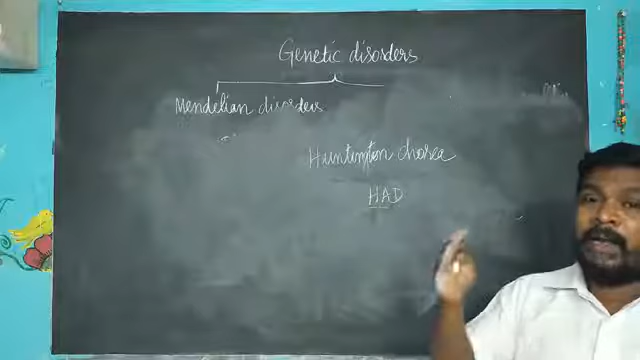 Genetic disorders
Mendelian disorders
Huntington chorea
HAD